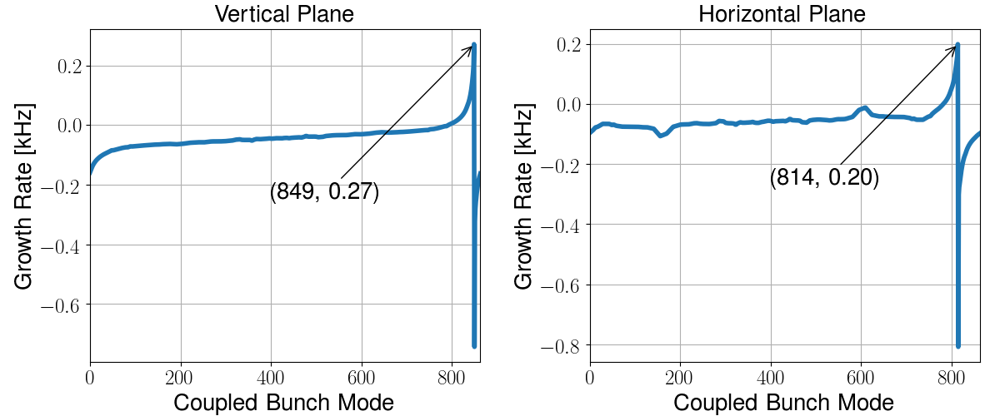 Vertical Plane
Growth Rate [kHz]
0.2
0.0
−0.2
−0.4
−0.6
(849, 0.27)
0 200 400 600 800
Coupled Bunch Mode
Horizontal Plane
Growth Rate [kHz]
0.2
0.0
−0.2
−0.4
−0.6
−0.8
(814, 0.20)
0 200 400 600 800
Coupled Bunch Mode